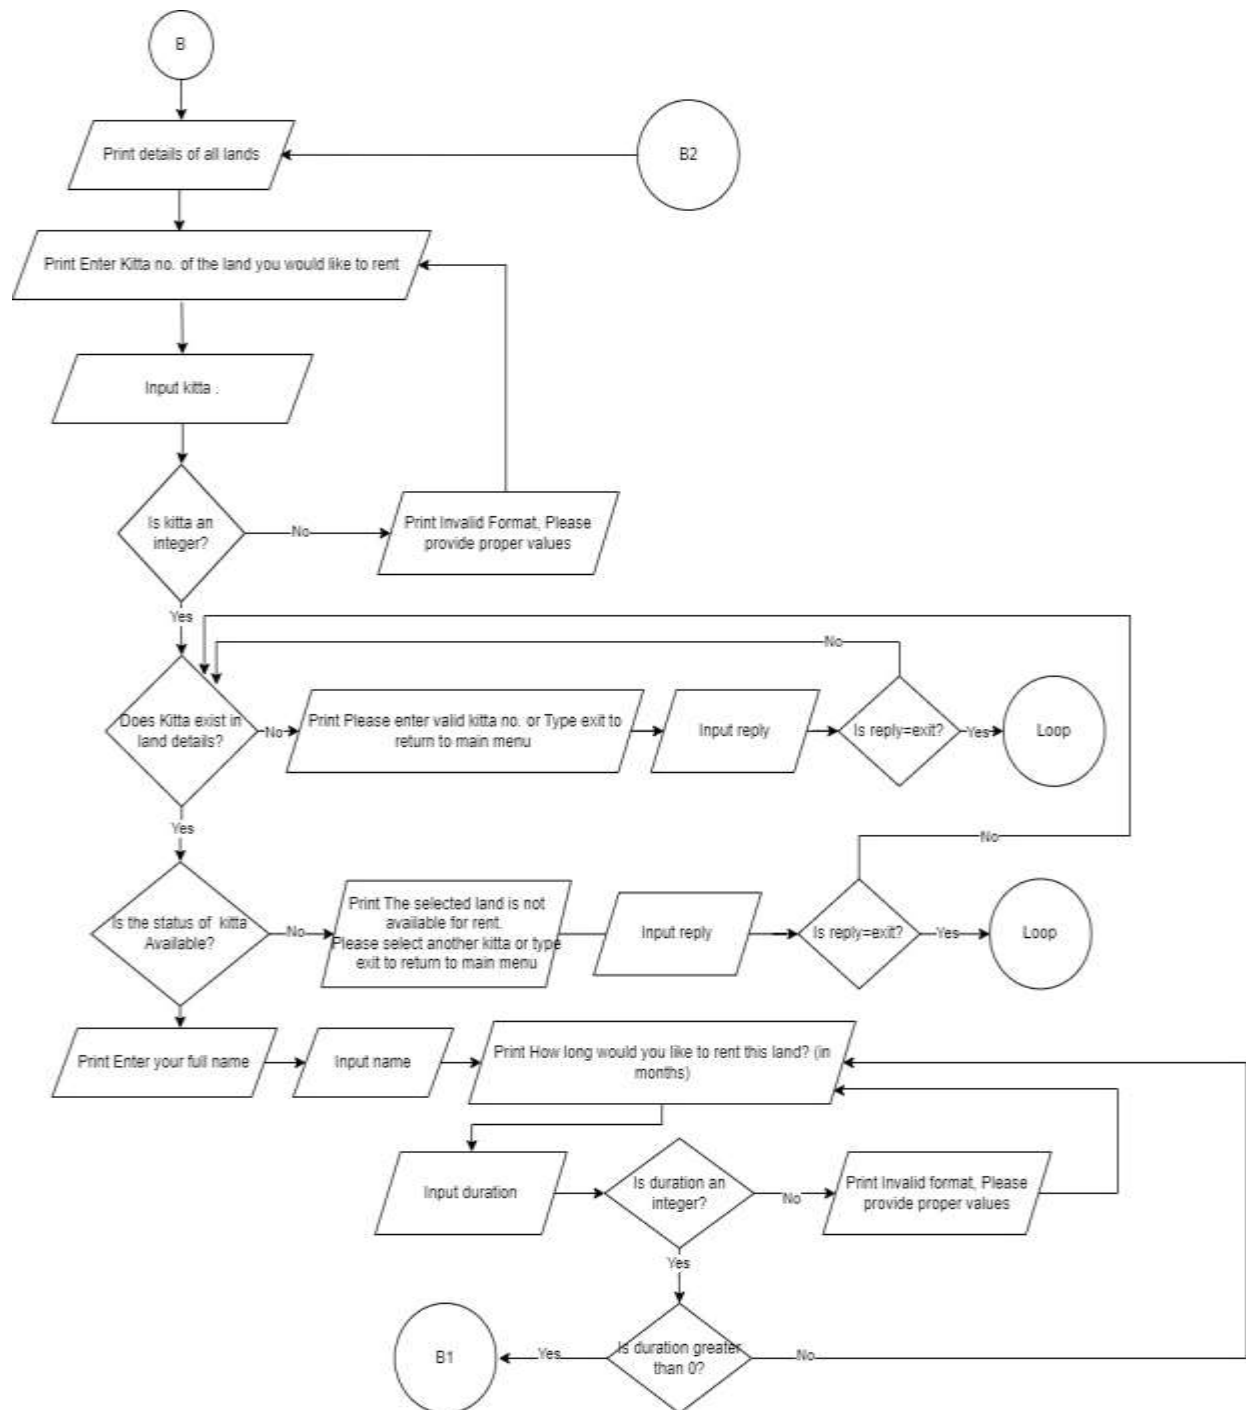 B
Print details of all lands
B2
Print Enter Kitta no. of the land you would like to rent
Input kitta :
Is kitta an
integer?
No
Print Invalid Format, Please
provide proper values
Yes
No
Does Kitta exist in
land details?
No
Print Please enter valid kitta no. or Type exit to
return to main menu
Input reply
Is reply=exit?
Yes
Loop
Yes
No
Is the status of kitta
Available?
No
Print The selected land is not
available for rent.
Please select another kitta or type
exit to return to main menu
Input reply
Is reply=exit?
Yes
Loop
Print Enter your full name
Input name
Print How long would you like to rent this land? (in
months)
Input duration
Is duration an
integer?
No
Print Invalid format, Please
provide proper values
Yes
B1
Yes
Is duration greater
than 0?
No